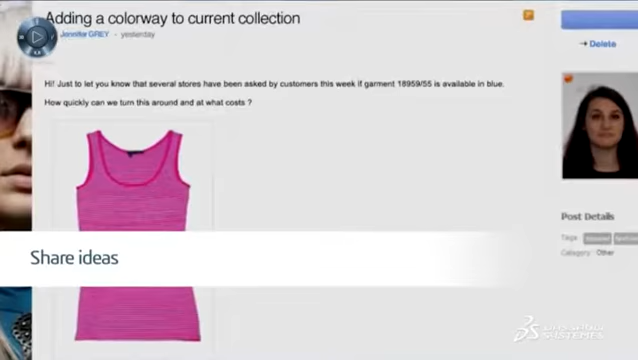 Adding a colorway to current collection
Jennifer GREY - yesterday
Delete
Hi! Just to let you know that several stores have been asked by customers this week if garment 18959/55 is available in blue.
How quickly can we turn this around and at what costs ?
Post Details
Tags
Category: Other
Share ideas
DASSAULT
SYSTEMES